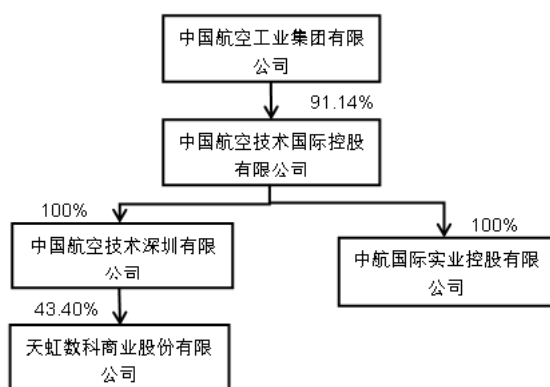 中国航空工业集团有限
公司
91.14%
中国航空技术国际控股
有限公司
100%
中国航空技术深圳有限
公司
100%
中航国际实业控股有限
公司
43.40%
天虹数科商业股份有限
公司